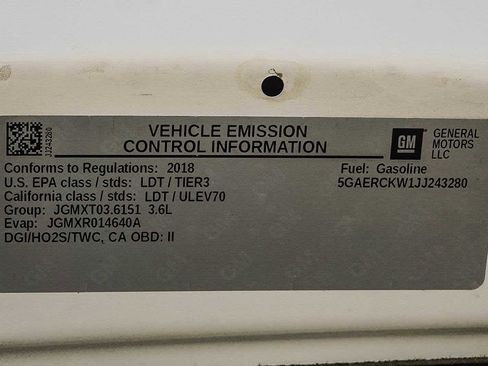 JJ243280
VEHICLE EMISSION
CONTROL INFORMATION
GM
GENERAL
MOTORS
LLC
Conforms to Regulations: 2018
Fuel: Gasoline
U.S. EPA class / stds: LDT / TIER3
5GAERCKW1JJ243280
California class / stds: LDT / ULEV70
Group: JGMXT03.6151 3.6L
Evap: JGMXR014640A
DGI/HO2S/TWC, CA OBD: II